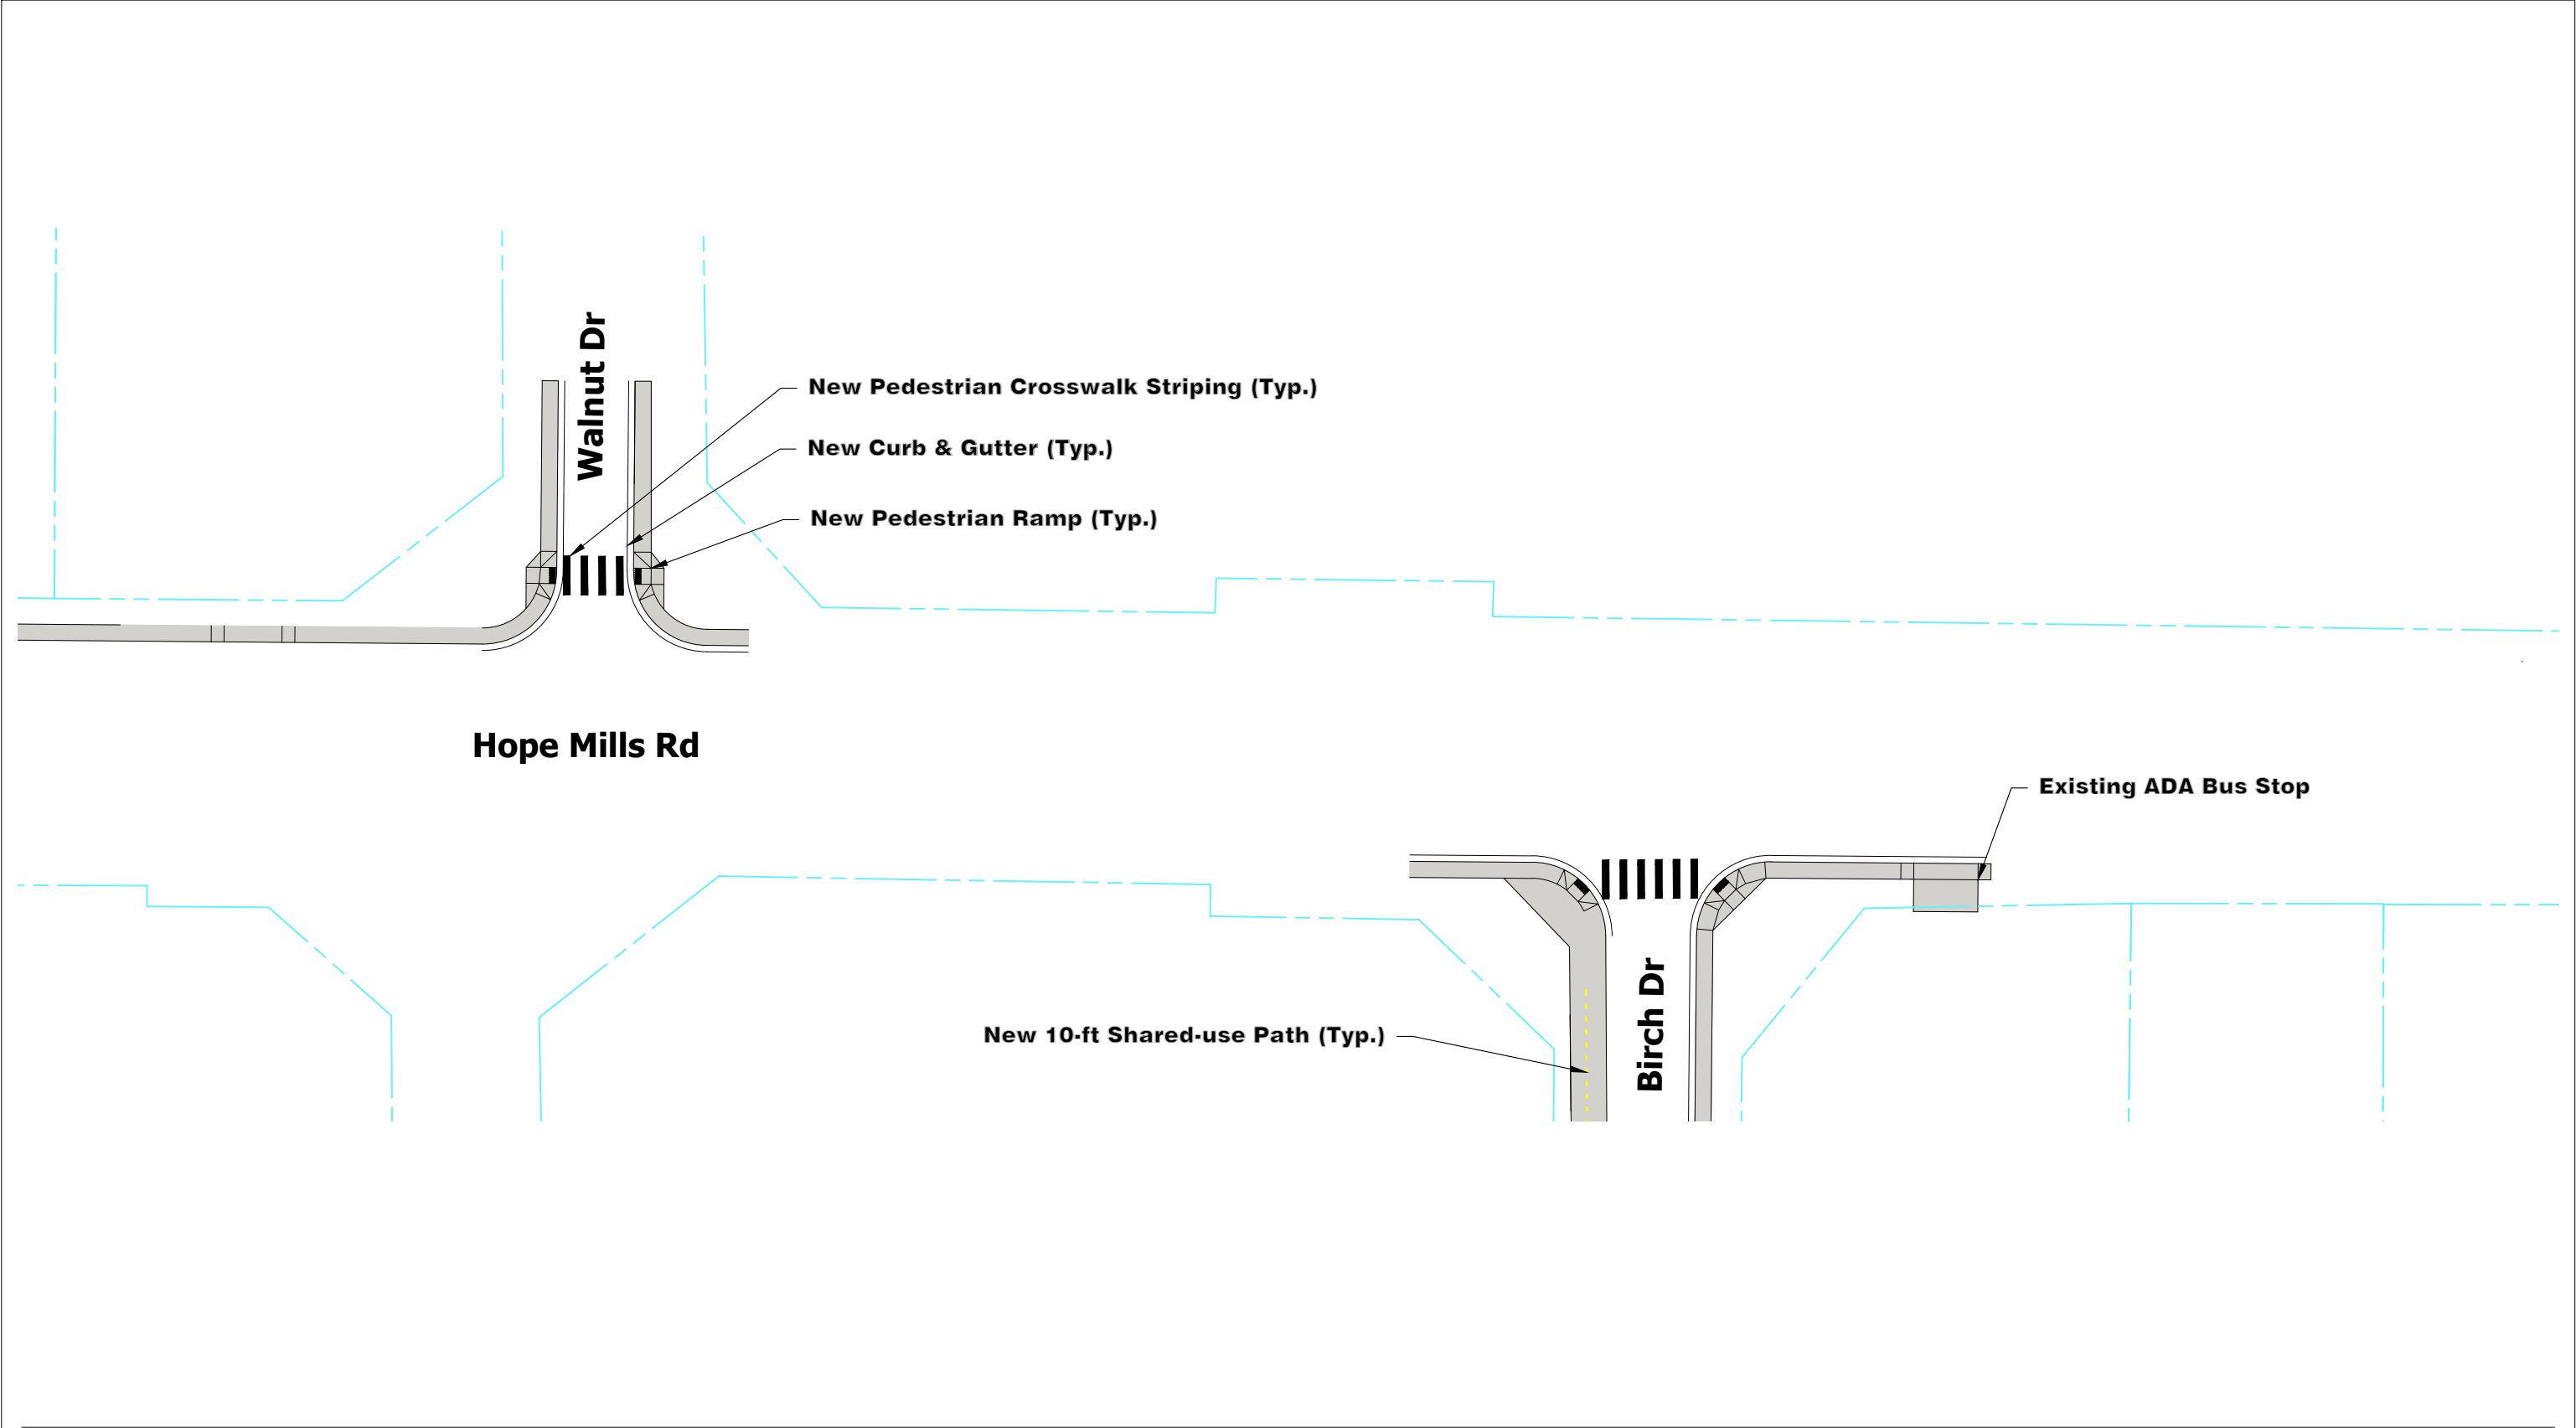 Walnut Dr
New Pedestrian Crosswalk Striping (Typ.)
New Curb & Gutter (Typ.)
New Pedestrian Ramp (Typ.)
Hope Mills Rd
Existing ADA Bus Stop
New 10-ft Shared-use Path (Typ.)
Birch Dr